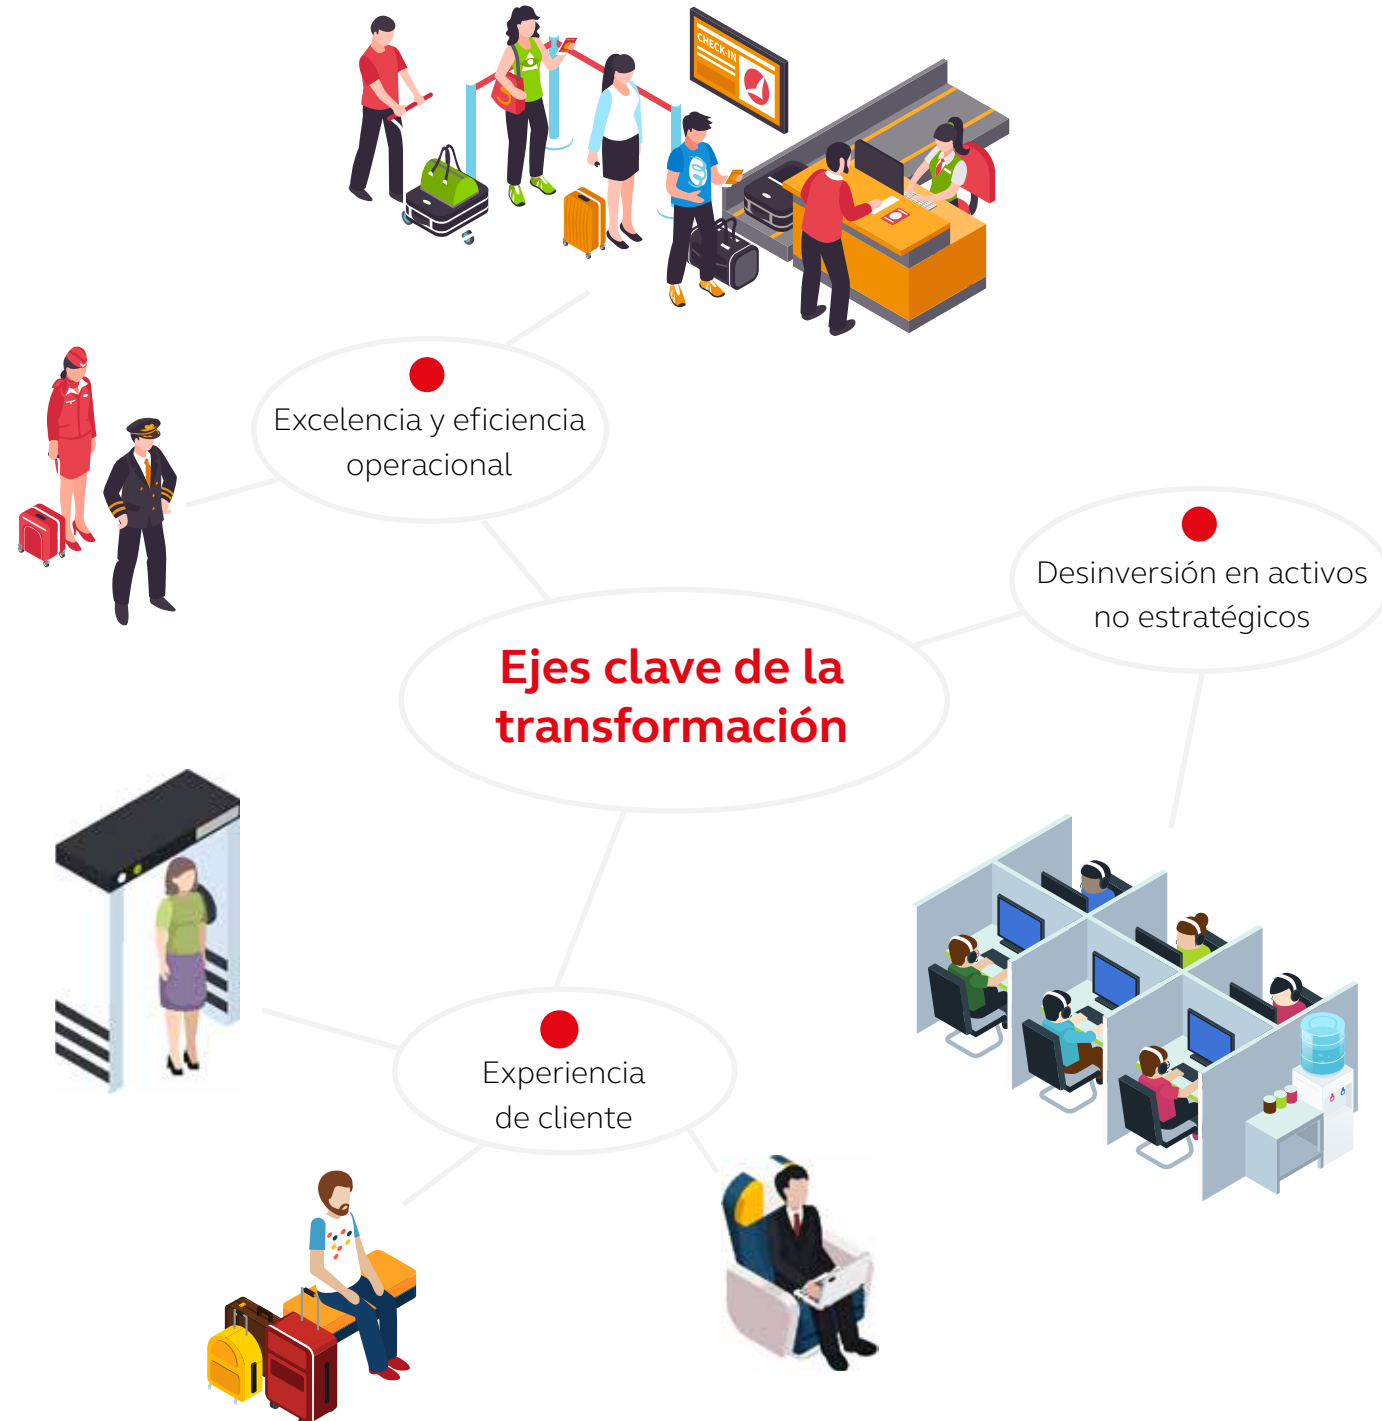 CHECK-IN
Excelencia y eficiencia
operacional
Desinversión en activos
no estratégicos
Ejes clave de la
transformación
Experiencia
de cliente